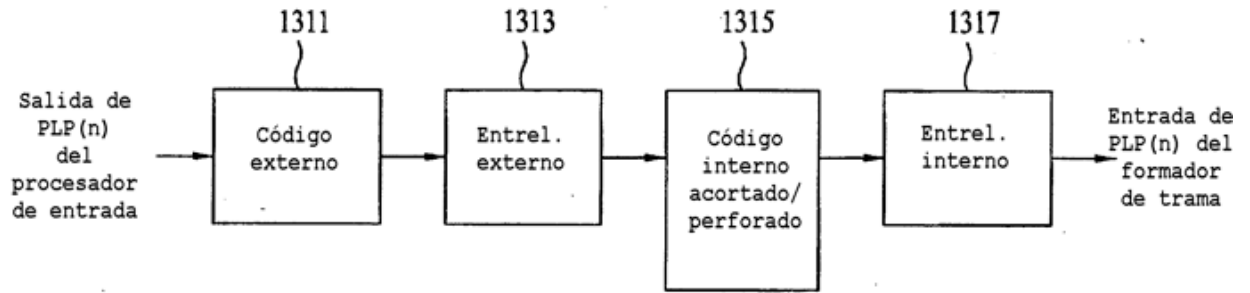 1311
1313
1315
1317
Salida de
PLP(n)
del
procesador
de entrada
Código
externo
Entrel.
externo
Código
interno
acortado/
perforado
Entrel.
interno
Entrada de
PLP(n) del
formador
de trama